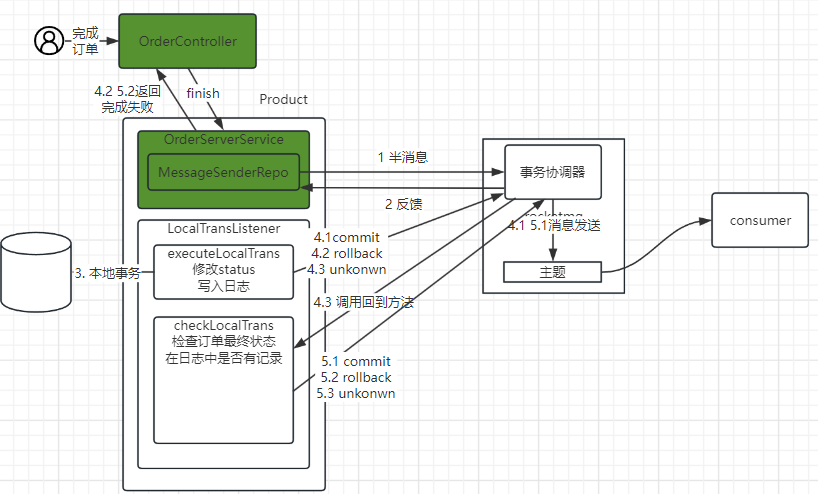 完成
订单
OrderController
4.2 5.2返回
完成失败
finish
Product
OrderServerService
MessageSenderRepo
1 半消息
2 反馈
事务协调器
rocketmq
4.1 5.1消息发送
主题
consumer
LocalTransListener
executeLocalTrans
修改status
写入日志
3. 本地事务
4.1commit
4.2 rollback
4.3 unkonwn
4.3 调用回到方法
checkLocalTrans
检查订单最终状态
在日志中是否有记录
5.1 commit
5.2 rollback
5.3 unkonwn